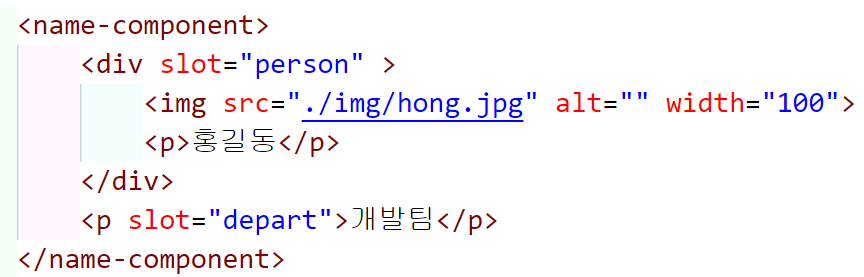 <name-component>
<div slot="person" >
<img src="./img/hong.jpg" alt="" width="100">
<p>홍길동</p>
</div>
<p slot="depart">개발팀</p>
</name-component>